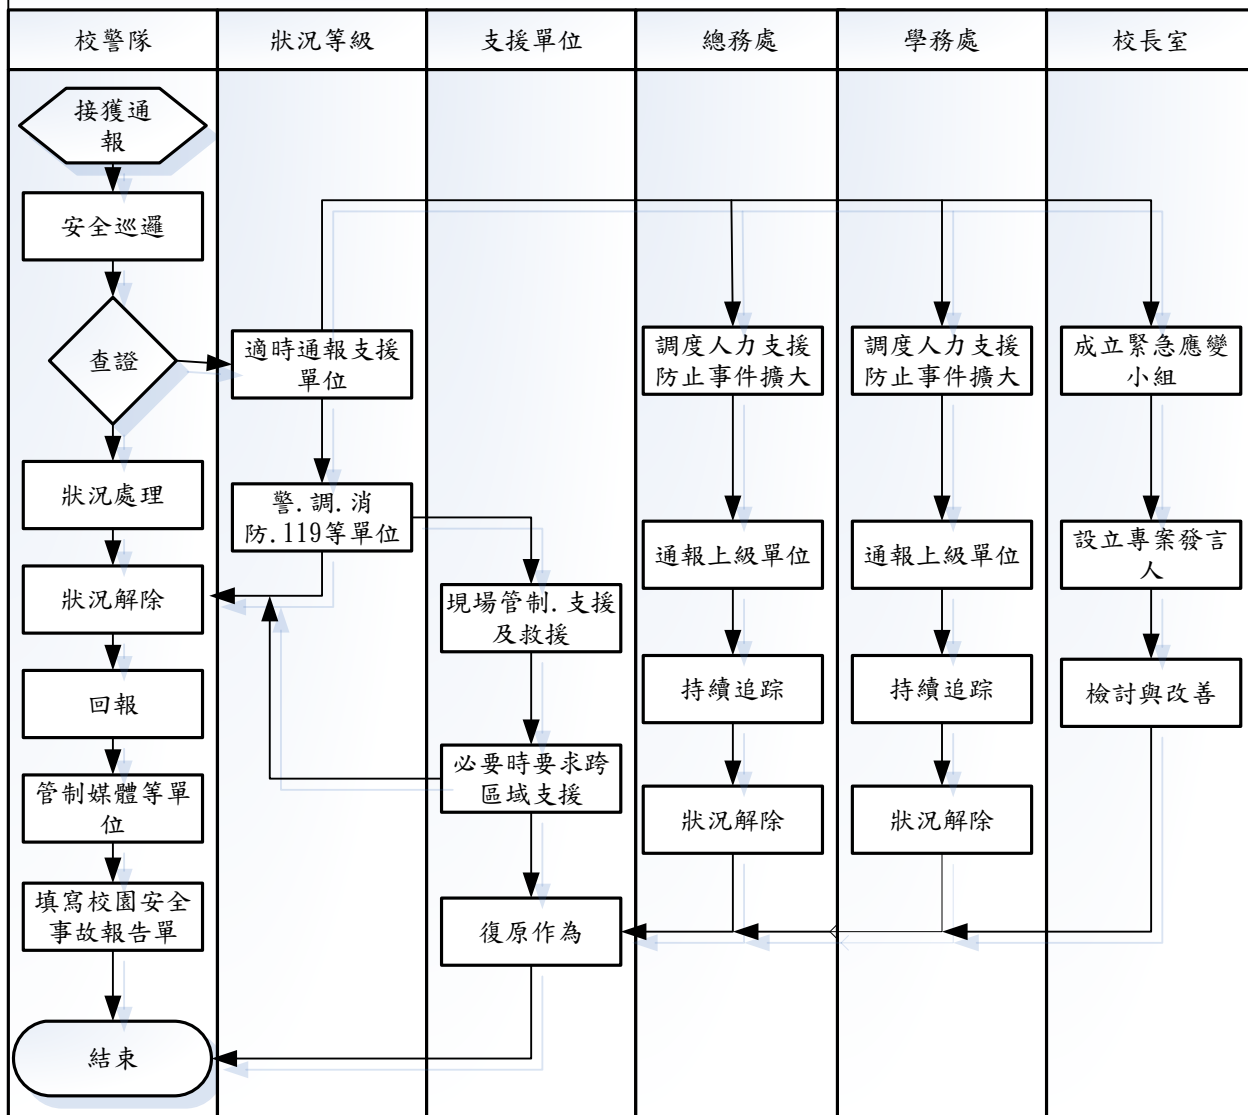 校警隊
狀況等級
支援單位
總務處
學務處
校長室
接獲通
報
安全巡邏
查證
狀況處理
狀況解除
回報
管制媒體等單
位
填寫校園安全
事故報告單
結束
適時通報支援
單位
警.調.消
防.119等單位
現場管制.支援
及救援
必要時要求跨
區域支援
復原作為
調度人力支援
防止事件擴大
通報上級單位
持續追踪
狀況解除
調度人力支援
防止事件擴大
通報上級單位
持續追踪
狀況解除
成立緊急應變
小組
設立專案發言
人
檢討與改善